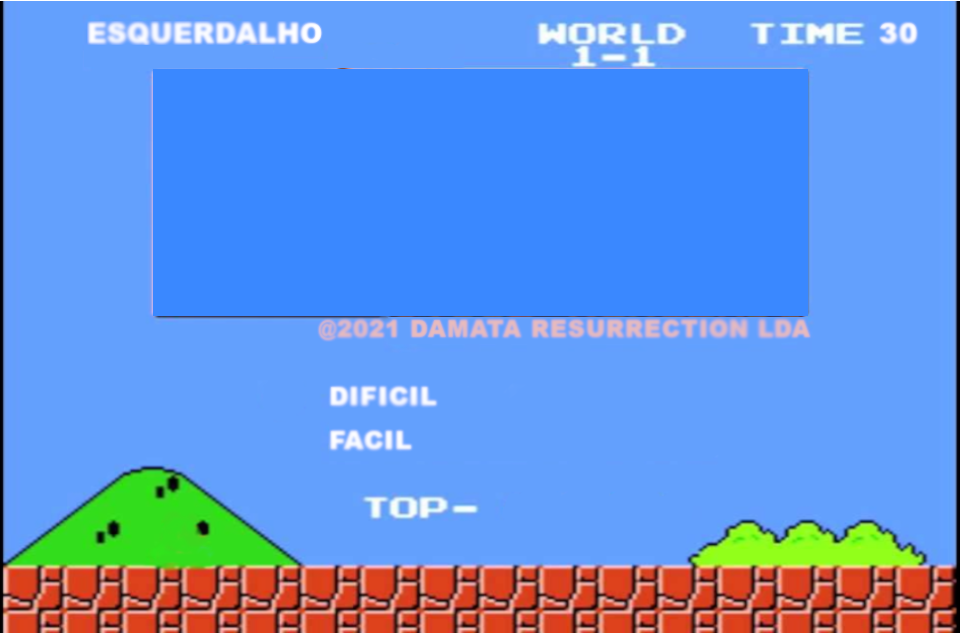 ESQUERDALHO WORLD TIME 30
1-1
@2021 DAMATA RESURRECTION LDA
DIFICIL
FACIL
TOP-